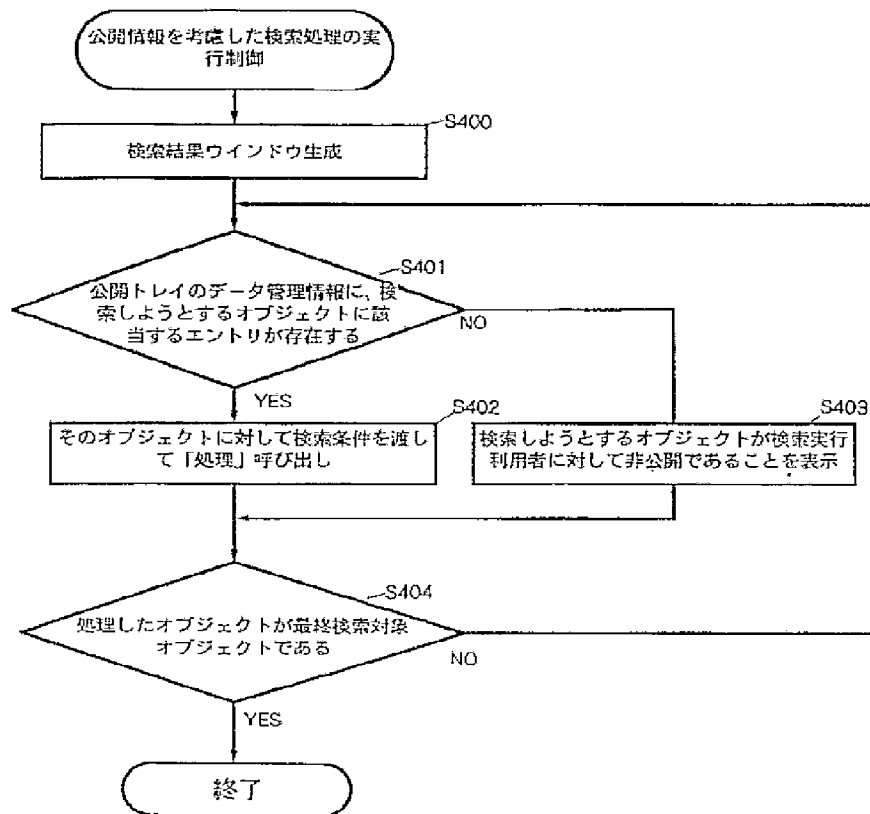 公開情報を考慮した検索処理の実
行制御
S400
検索結果ウインドウ生成
S401
公開トレイのデータ管理情報に、検
索しようとするオブジェクトに該
当するエントリが存在する
NO
YES
S402
そのオブジェクトに対して検索条件を渡し
て「処理」呼び出し
S403
検索しようとするオブジェクトが検索実行
利用者に対して非公開であることを表示
S404
処理したオブジェクトが最終検索対象
オブジェクトである
NO
YES
終了